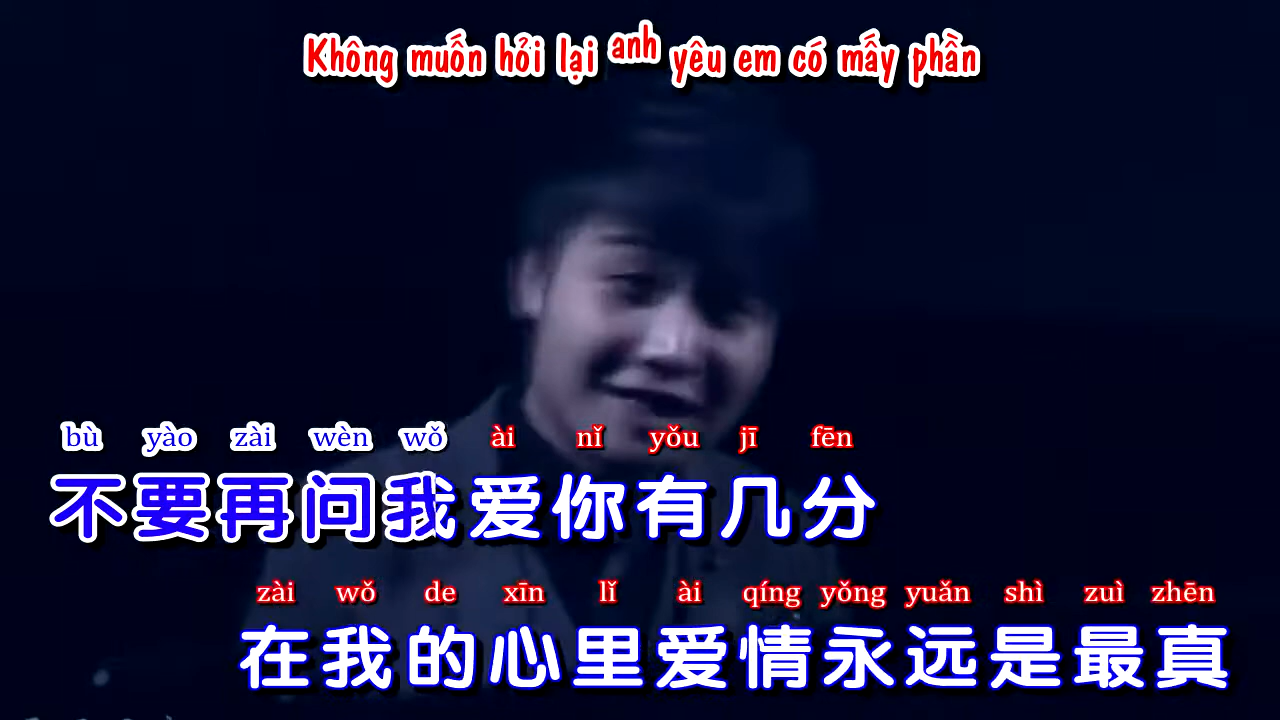 Không muốn hỏi lại anh yêu em có mấy phần
bù yào zài wèn wǒ ài nǐ yǒu jī fēn
不要再问我爱你有几分
zài wǒ de xīn lǐ ài qíng yǒng yuǎn shì zuì zhēn
在我的心里爱情永远是最真